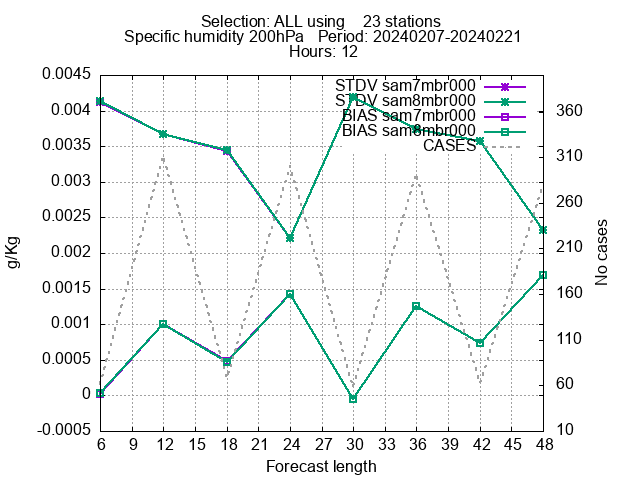 Selection: ALL using    23 stations
Specific humidity 200hPa   Period: 20240207-20240221
Hours: 12
STDV sam7mbr000
STDV sam8mbr000
BIAS sam7mbr000
BIAS sam8mbr000
CASES
0.0045
0.004
0.0035
0.003
0.0025
0.002
0.0015
0.001
0.0005
0
-0.0005
g/Kg
360
310
260
210
160
110
60
10
No cases
6 9 12 15 18 21 24 27 30 33 36 39 42 45 48
Forecast length